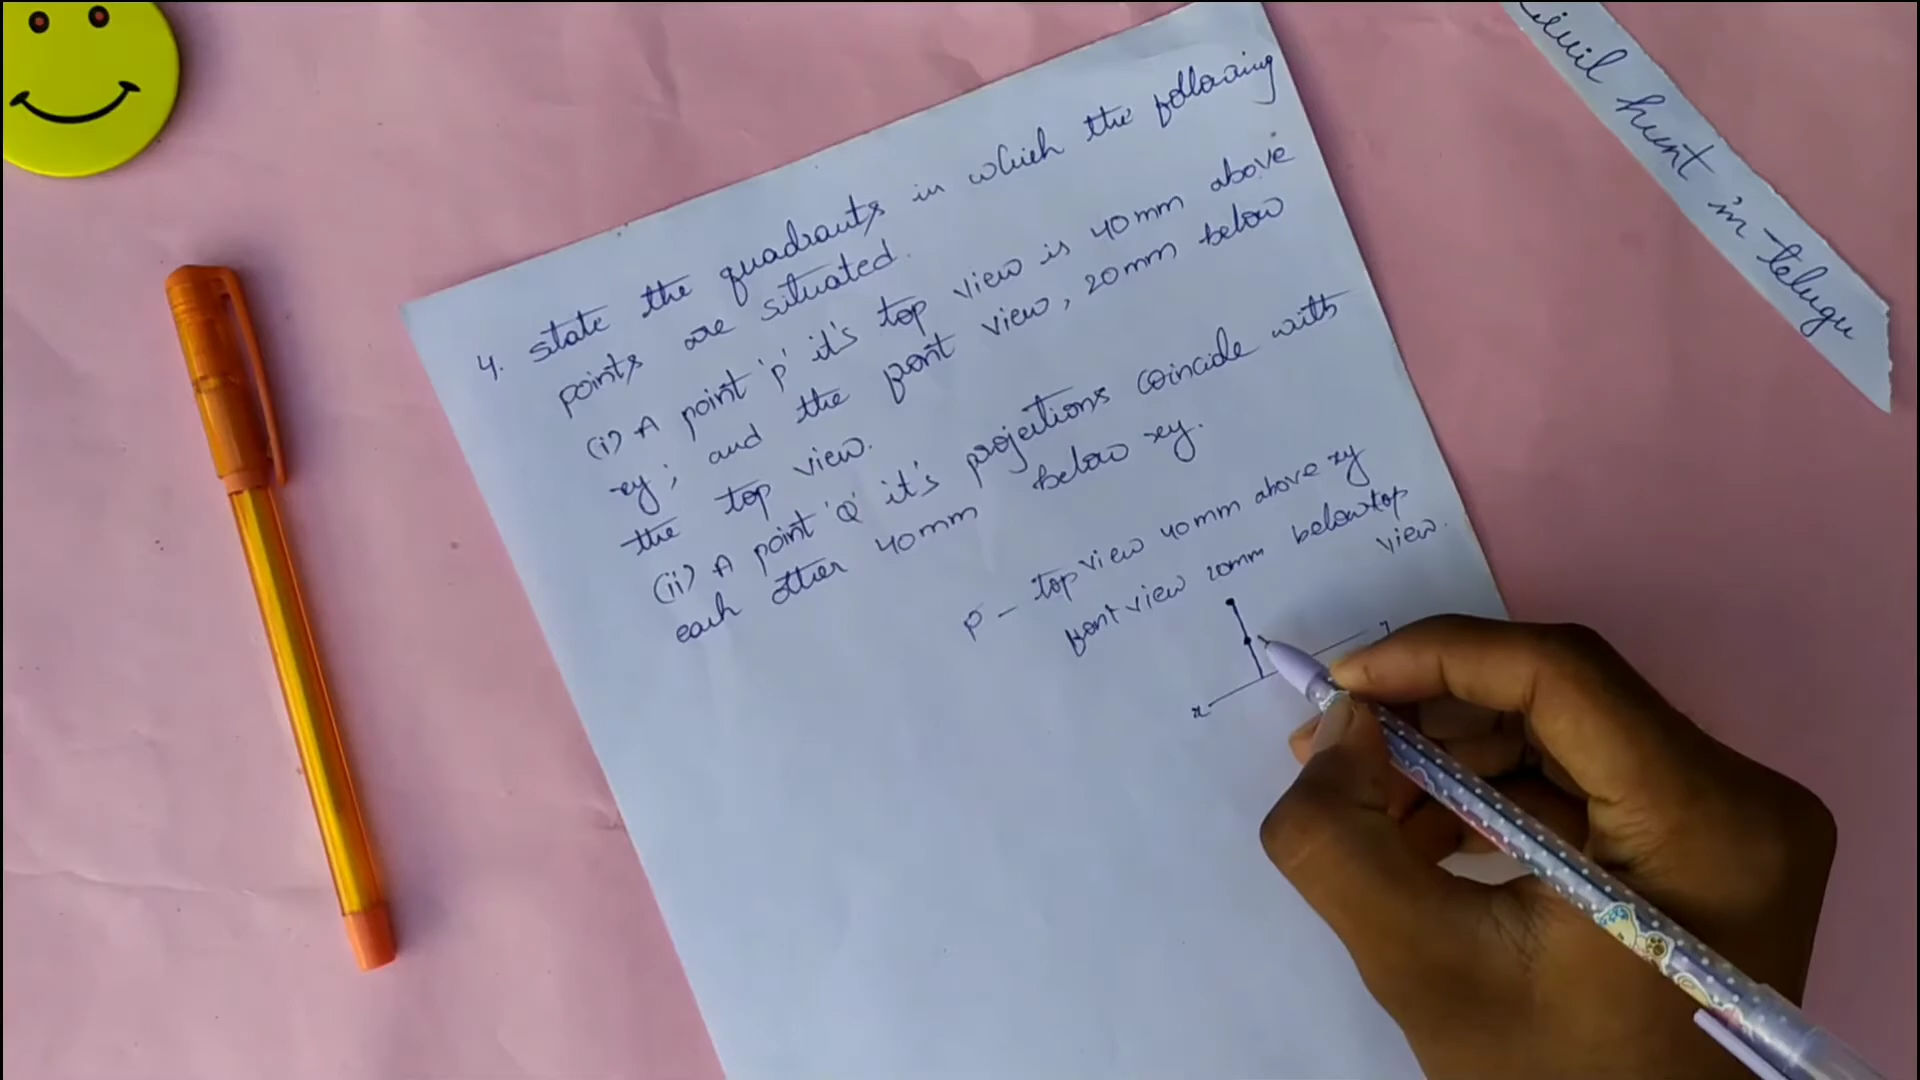 4. state the quadrants in which the following
points are situated.
(i) A point 'p' it's top view is 40mm above
xy; and the front view, 20mm below
the top view.
(ii) A point 'Q' it's projections coincide with
each other 40mm below xy.
P - top view 40mm above xy
front view 20mm below top
view.
x
civil hunt in telugu